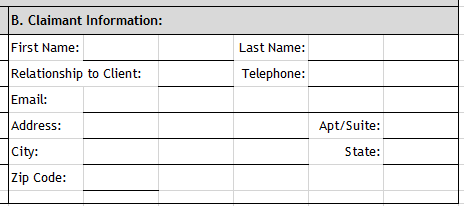 B. Claimant Information:
First Name: Last Name:
Relationship to Client: Telephone:
Email:
Address: Apt/Suite:
City: State:
Zip Code: